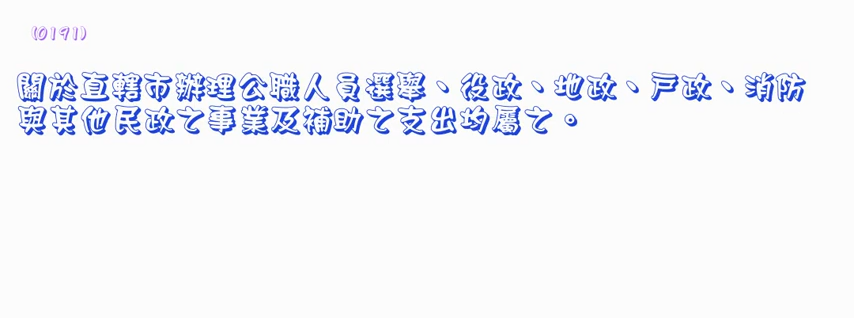 (0191)
關於直轄市辦理公職人員選舉、役政、地政、戶政、消防
與其他民政之事業及補助之支出均屬之。